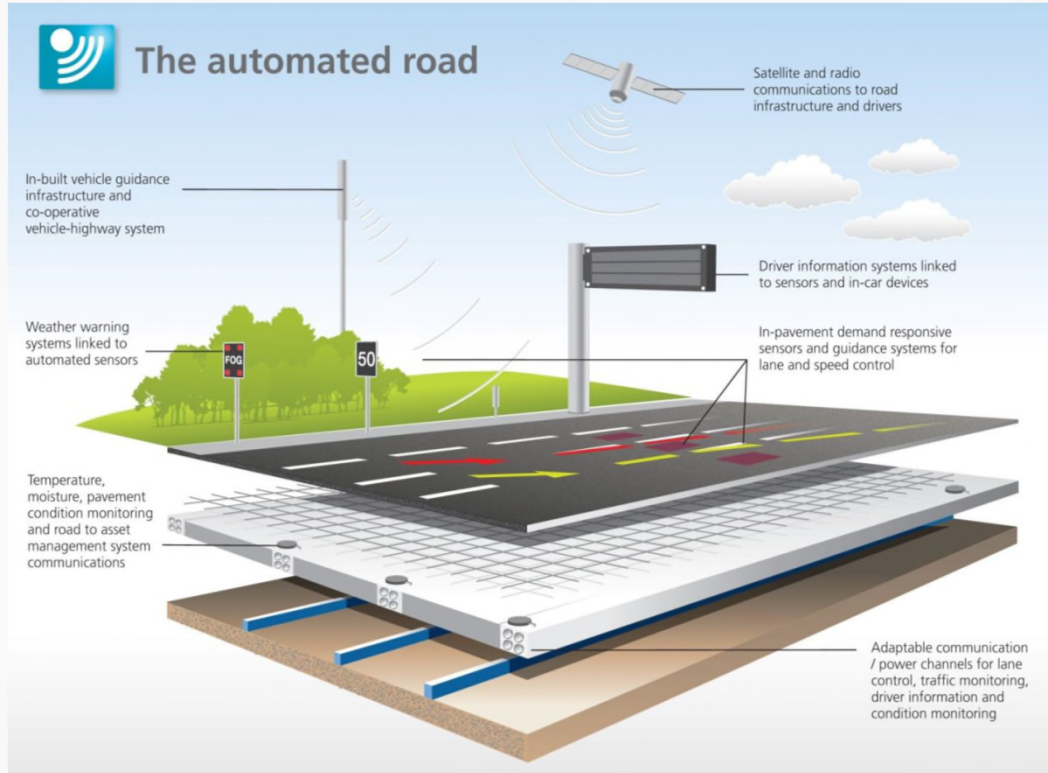 The automated road
Satellite and radio
communications to road
infrastructure and drivers
In-built vehicle guidance
infrastructure and
co-operative
vehicle-highway system
Driver information systems linked
to sensors and in-car devices
Weather warning
systems linked to
automated sensors
FOG
50
In-pavement demand responsive
sensors and guidance systems for
lane and speed control
Temperature,
moisture, pavement
condition monitoring
and road to asset
management system
communications
Adaptable communication
/ power channels for lane
control, traffic monitoring,
driver information and
condition monitoring